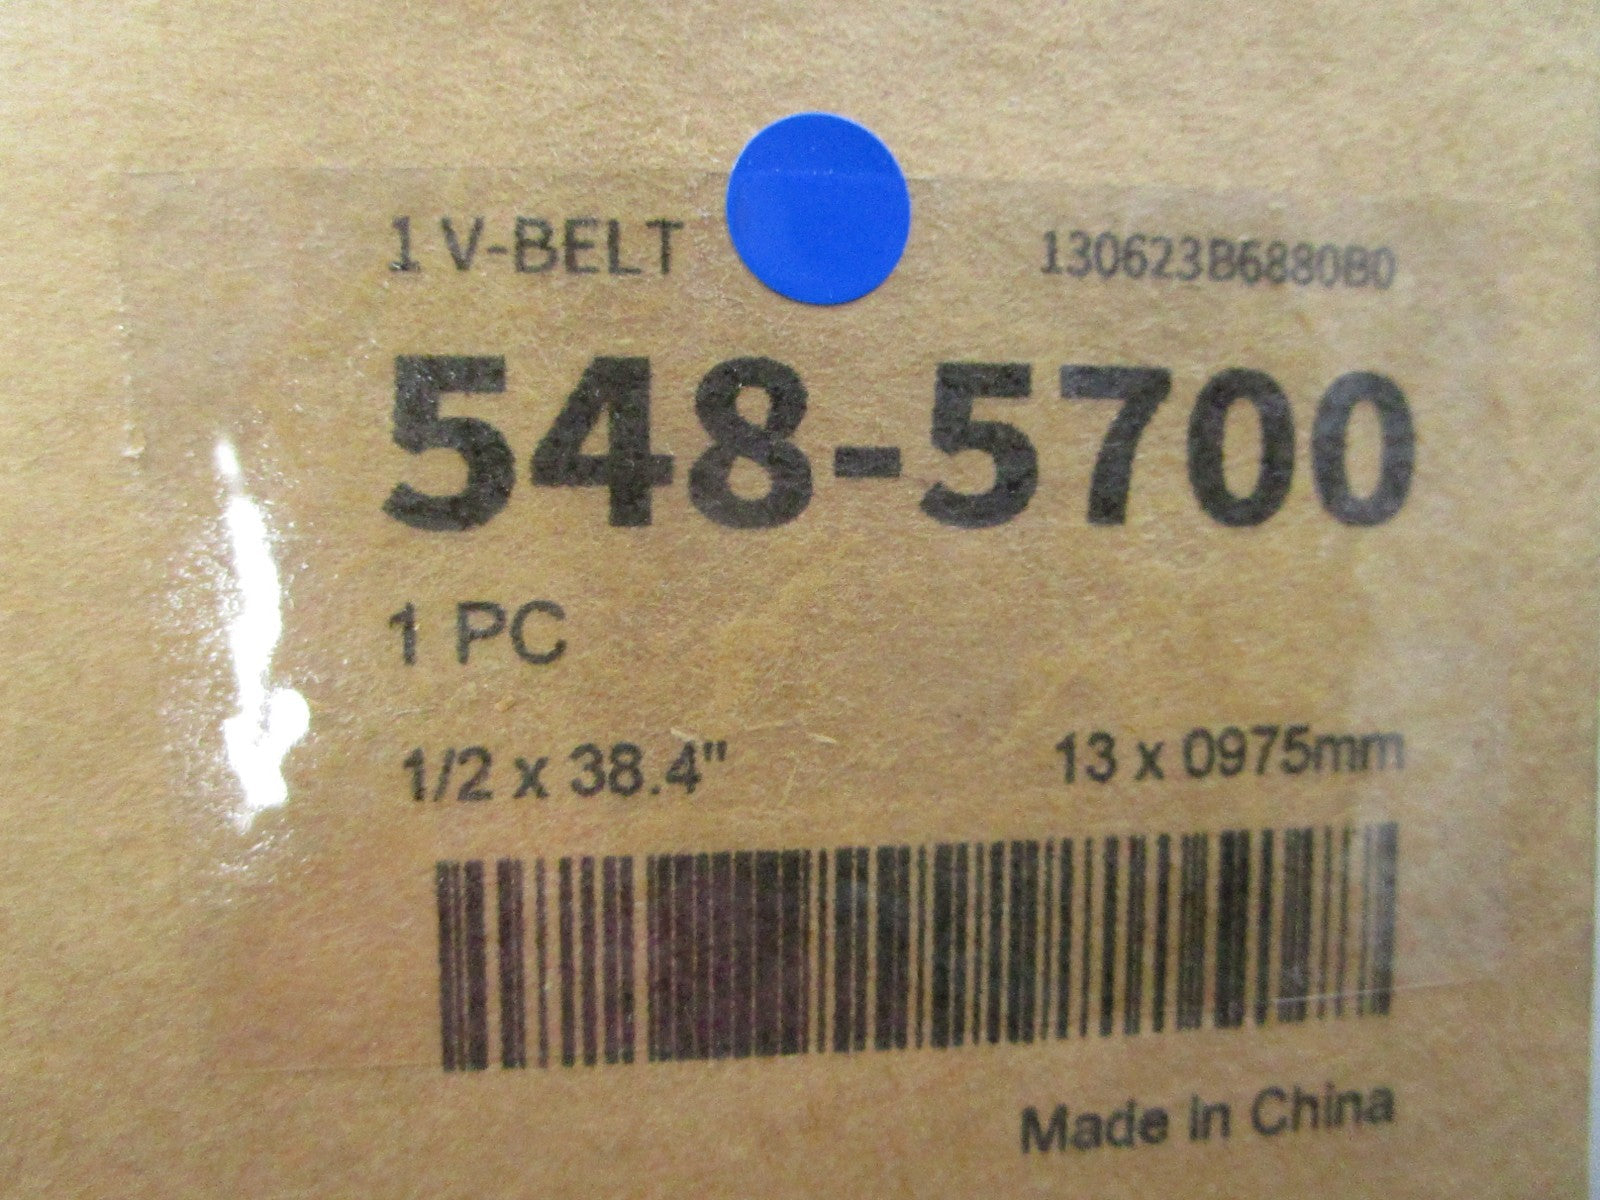 1 V-BELT 130623B6880B0
548-5700
1 PC
1/2 x 38.4" 13 x 0975mm
Made in China